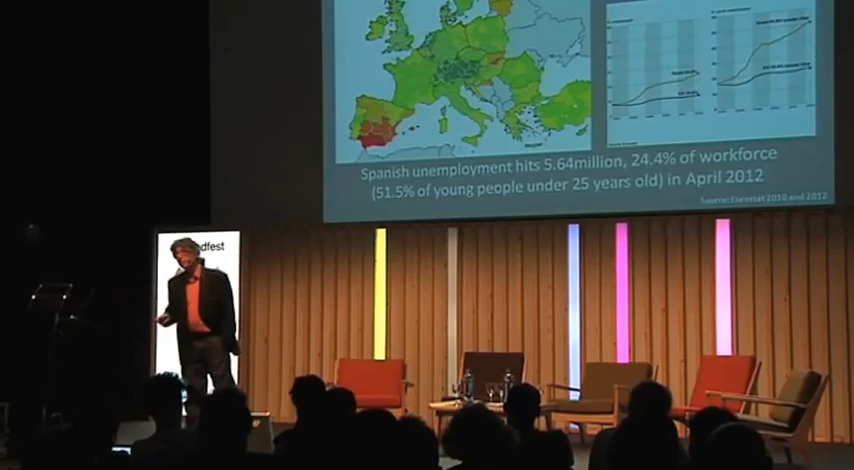 Spanish unemployment hits 5.64million, 24.4% of workforce
(51.5% of young people under 25 years old) in April 2012
Source: Eurostat 2010 and 2012
dfest